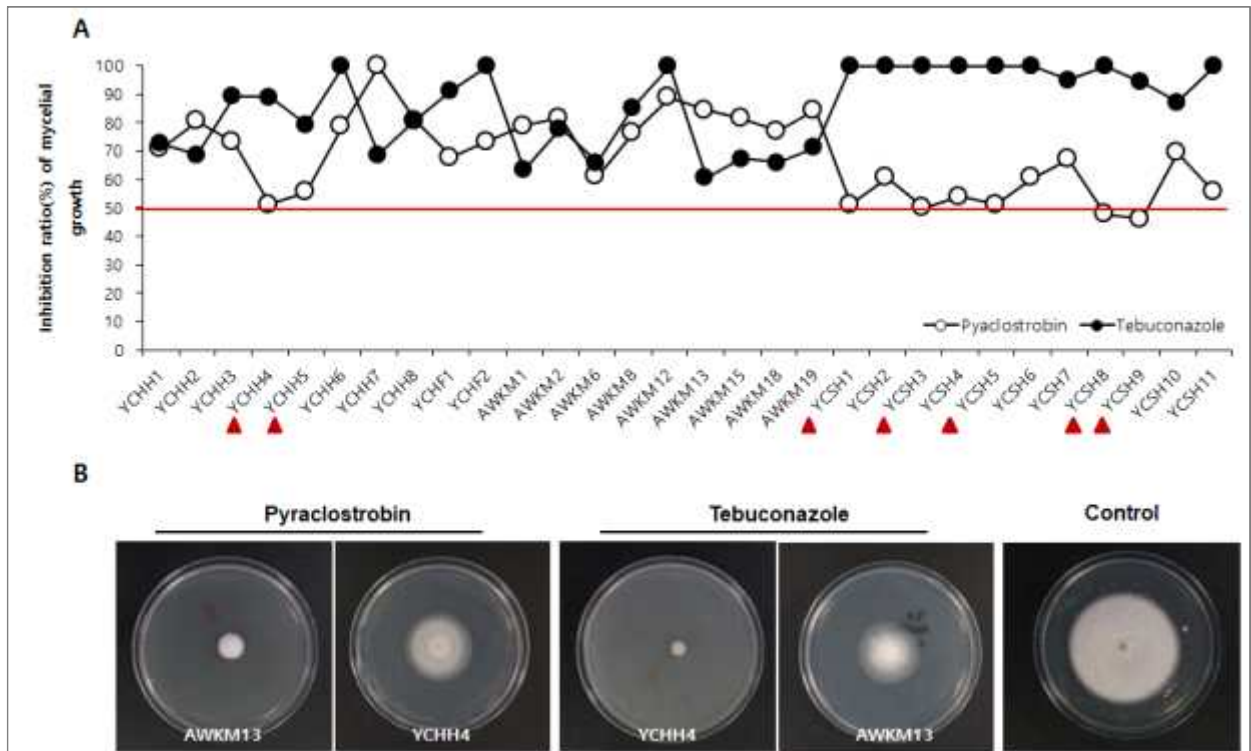 A
Inhibition ratio(%) of mycelial
growth
100
90
80
70
60
50
40
30
20
10
0
Pyaclostrobin
Tebuconazole
YCHH1
YCHH2
YCHH3
YCHH4
YCHH5
YCHH6
YCHH7
YCHH8
YCHF1
YCHF2
AWKM1
AWKM2
AWKM6
AWKM8
AWKM12
AWKM13
AWKM15
AWKM18
AWKM19
YCSH1
YCSH2
YCSH3
YCSH4
YCSH5
YCSH6
YCSH7
YCSH8
YCSH9
YCSH10
YCSH11
B
Pyraclostrobin
Tebuconazole
Control
AWKM13
YCHH4
YCHH4
AWKM13